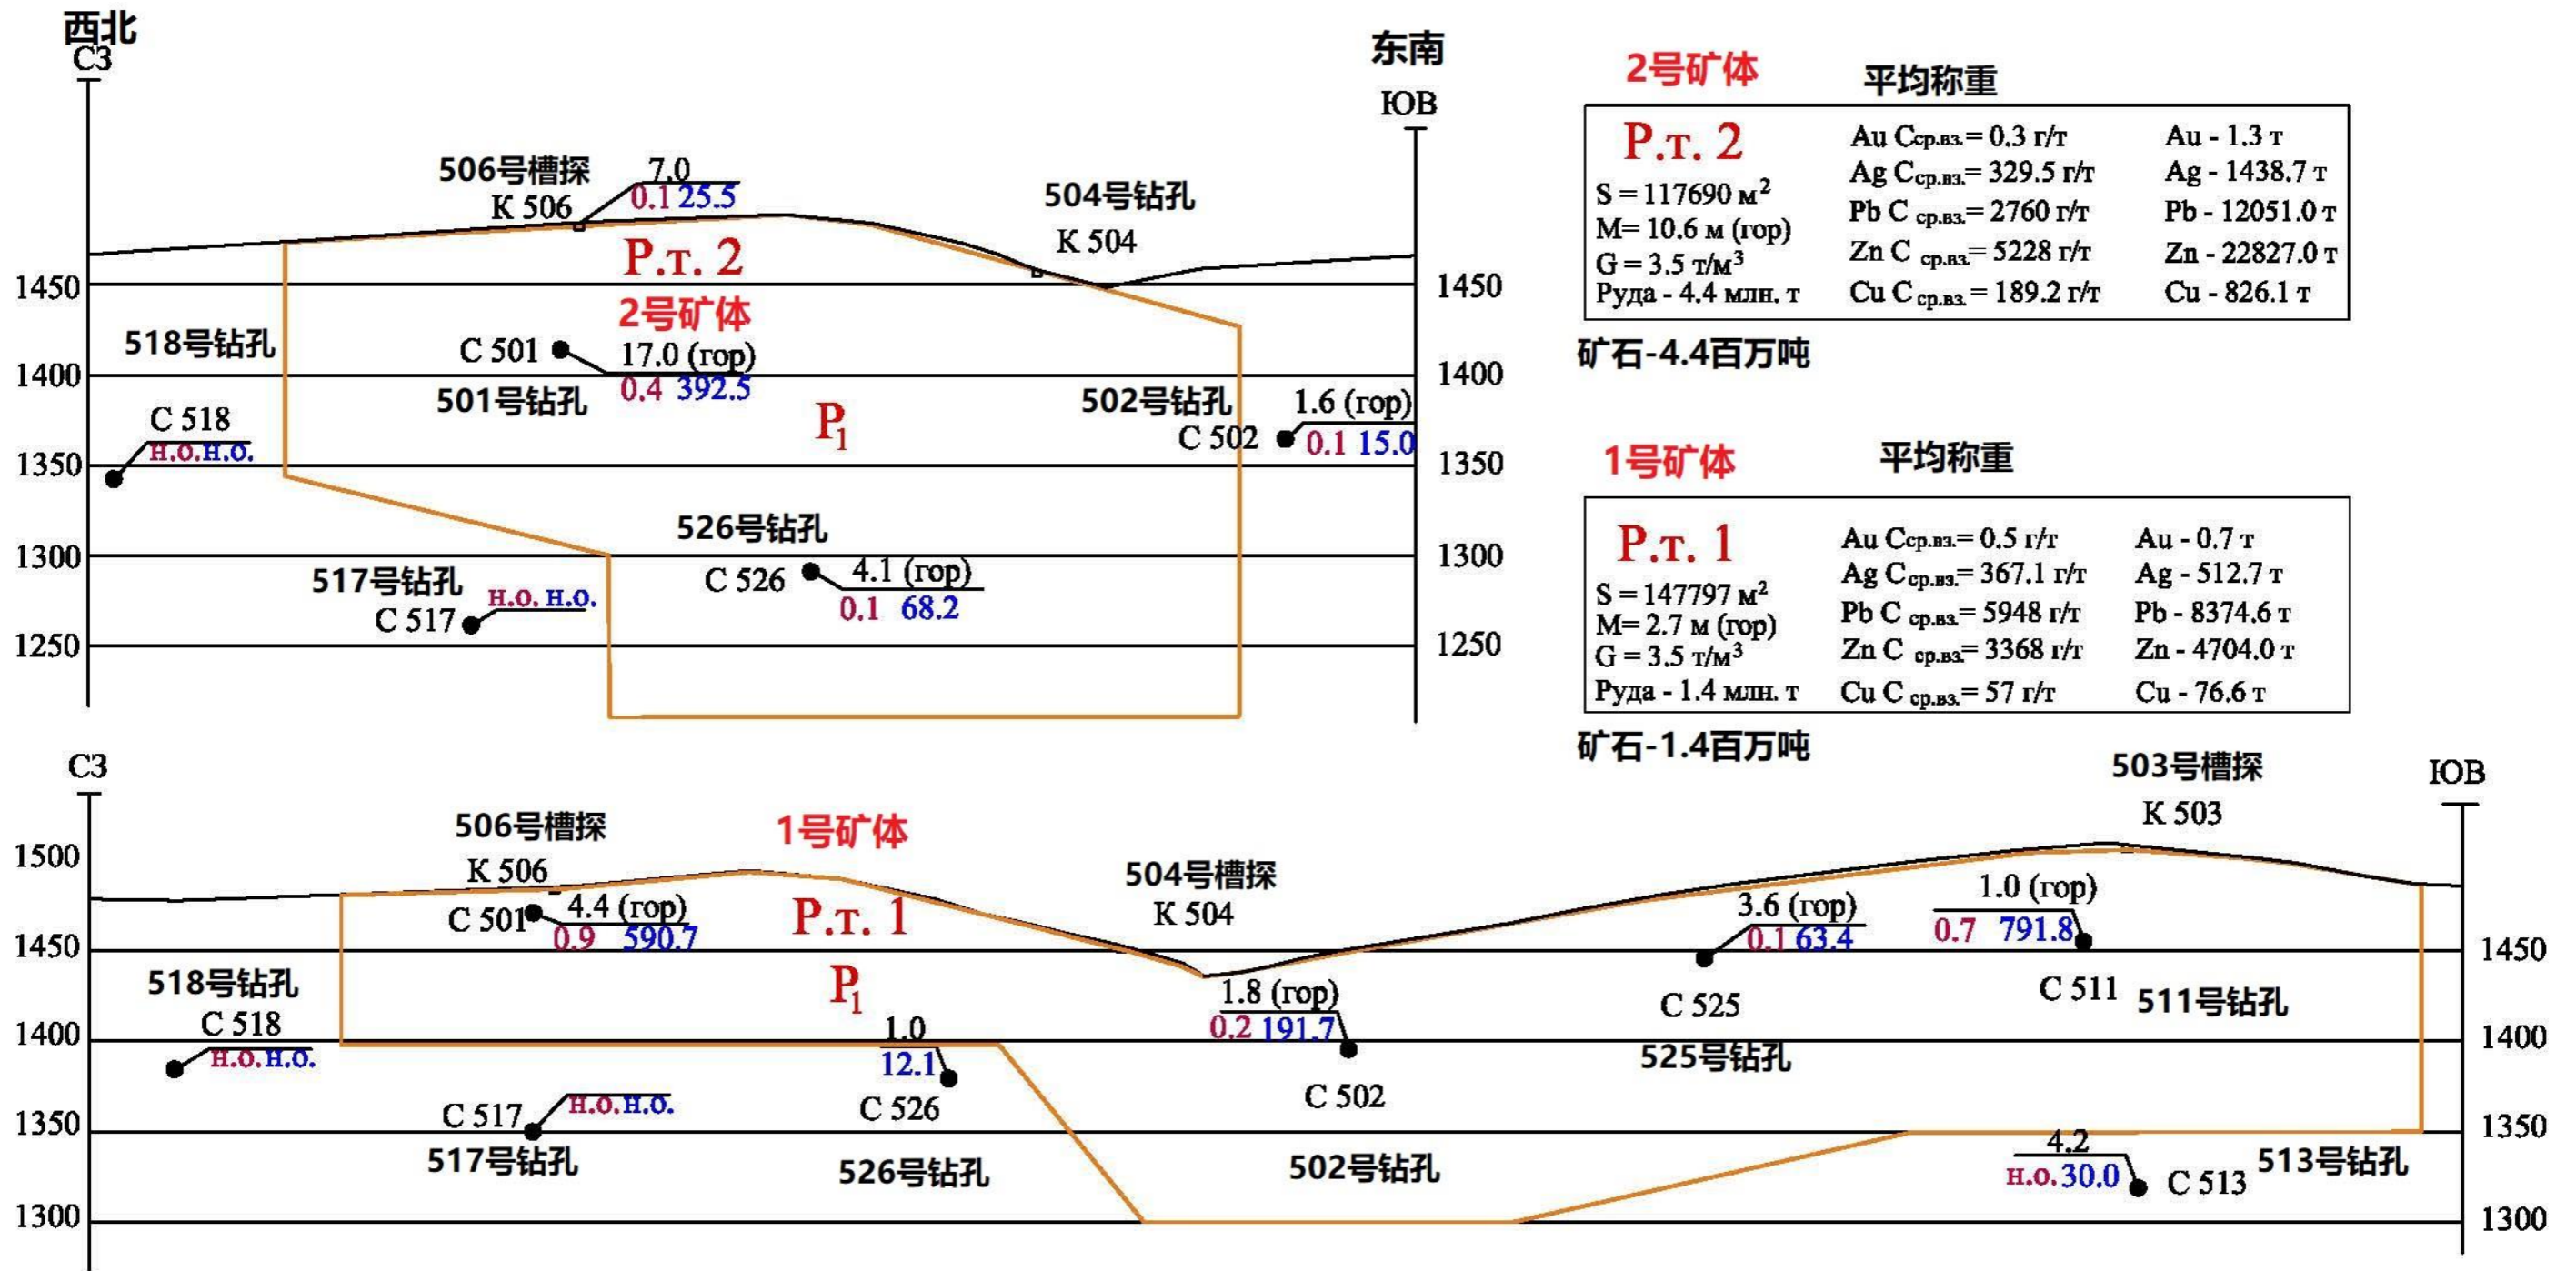 西北
СЗ
东南
ЮВ
506号槽探
К 506
7.0
0.1 25.5
504号钻孔
К 504
Р.т. 2
2号矿体
1450
1450
518号钻孔
С 501
17.0 (гор)
0.4 392.5
501号钻孔
1400
1400
502号钻孔
1.6 (гор)
С 502
0.1 15.0
Р1
С 518
н.о.н.о.
1350
1350
526号钻孔
1300
1300
С 526
4.1 (гор)
0.1 68.2
517号钻孔
С 517
н.о. н.о.
1250
1250
2号矿体
平均称重
Р.т. 2
S = 117690 м²
M= 10.6 м (гор)
G = 3.5 т/м³
Руда - 4.4 млн. т
Au Cср.вз.= 0.3 г/т
Ag Cср.вз.= 329.5 г/т
Pb C ср.вз.= 2760 г/т
Zn C ср.вз.= 5228 г/т
Cu C ср.вз. = 189.2 г/т
Au - 1.3 т
Ag - 1438.7 т
Pb - 12051.0 т
Zn - 22827.0 т
Cu - 826.1 т
矿石-4.4百万吨
1号矿体
平均称重
Р.т. 1
S = 147797 м²
M= 2.7 м (гор)
G = 3.5 т/м³
Руда - 1.4 млн. т
Au Cср.вз.= 0.5 г/т
Ag Cср.вз.= 367.1 г/т
Pb C ср.вз.= 5948 г/т
Zn C ср.вз.= 3368 г/т
Cu C ср.вз. = 57 г/т
Au - 0.7 т
Ag - 512.7 т
Pb - 8374.6 т
Zn - 4704.0 т
Cu - 76.6 т
矿石-1.4百万吨
СЗ
ЮВ
503号槽探
К 503
506号槽探
К 506
1号矿体
1500
504号槽探
К 504
С 501
4.4 (гор)
0.9 590.7
Р.т. 1
3.6 (гор)
0.1 63.4
1.0 (гор)
0.7 791.8
1450
1450
518号钻孔
С 518
н.о.н.о.
Р1
1.8 (гор)
0.2 191.7
С 525
С 511
511号钻孔
1400
1400
1.0
12.1
С 526
525号钻孔
С 502
С 517
н.о.н.о.
1350
1350
517号钻孔
526号钻孔
502号钻孔
4.2
н.о.30.0
С 513
513号钻孔
1300
1300